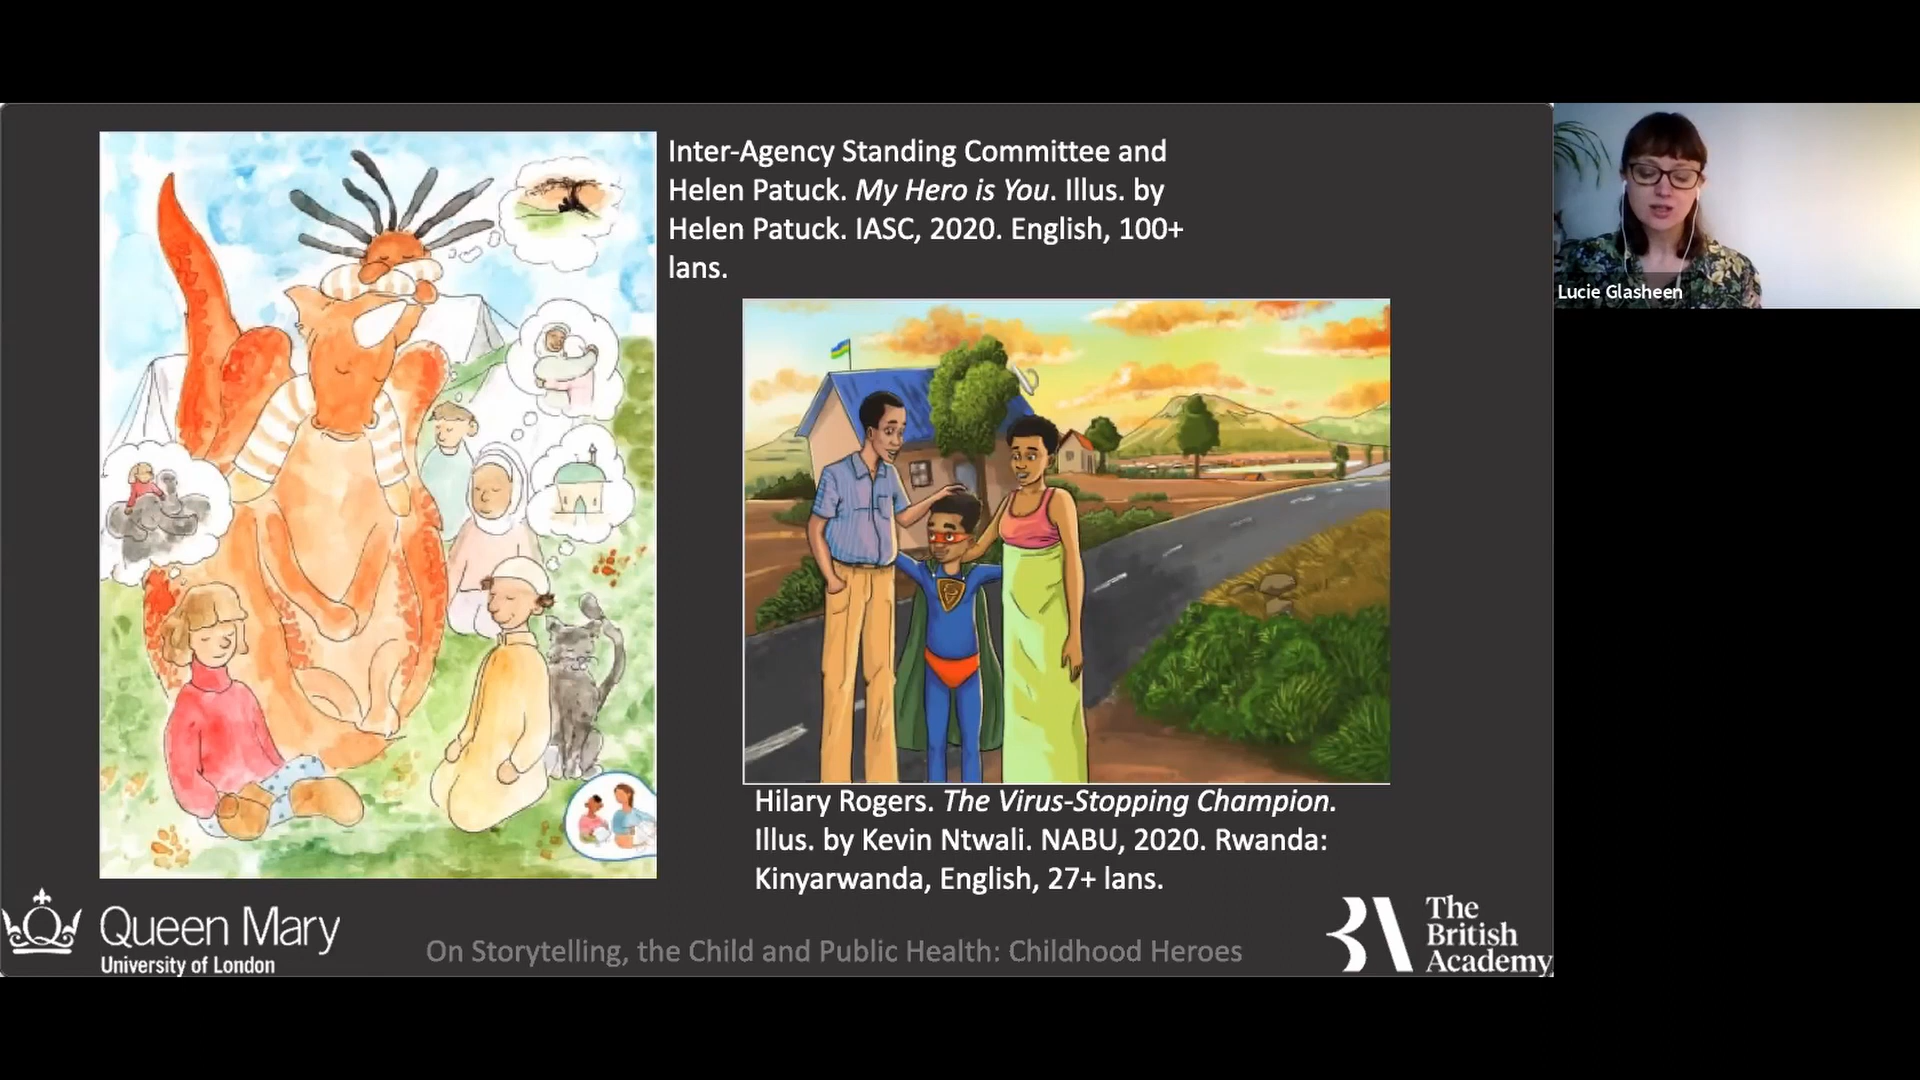 Inter-Agency Standing Committee and
Helen Patuck. My Hero is You. Illus. by
Helen Patuck. IASC, 2020. English, 100+
lans.
Lucie Glasheen
Hilary Rogers. The Virus-Stopping Champion.
Illus. by Kevin Ntwali. NABU, 2020. Rwanda:
Kinyarwanda, English, 27+ lans.
Queen Mary
University of London
On Storytelling, the Child and Public Health: Childhood Heroes
The
British
Academy